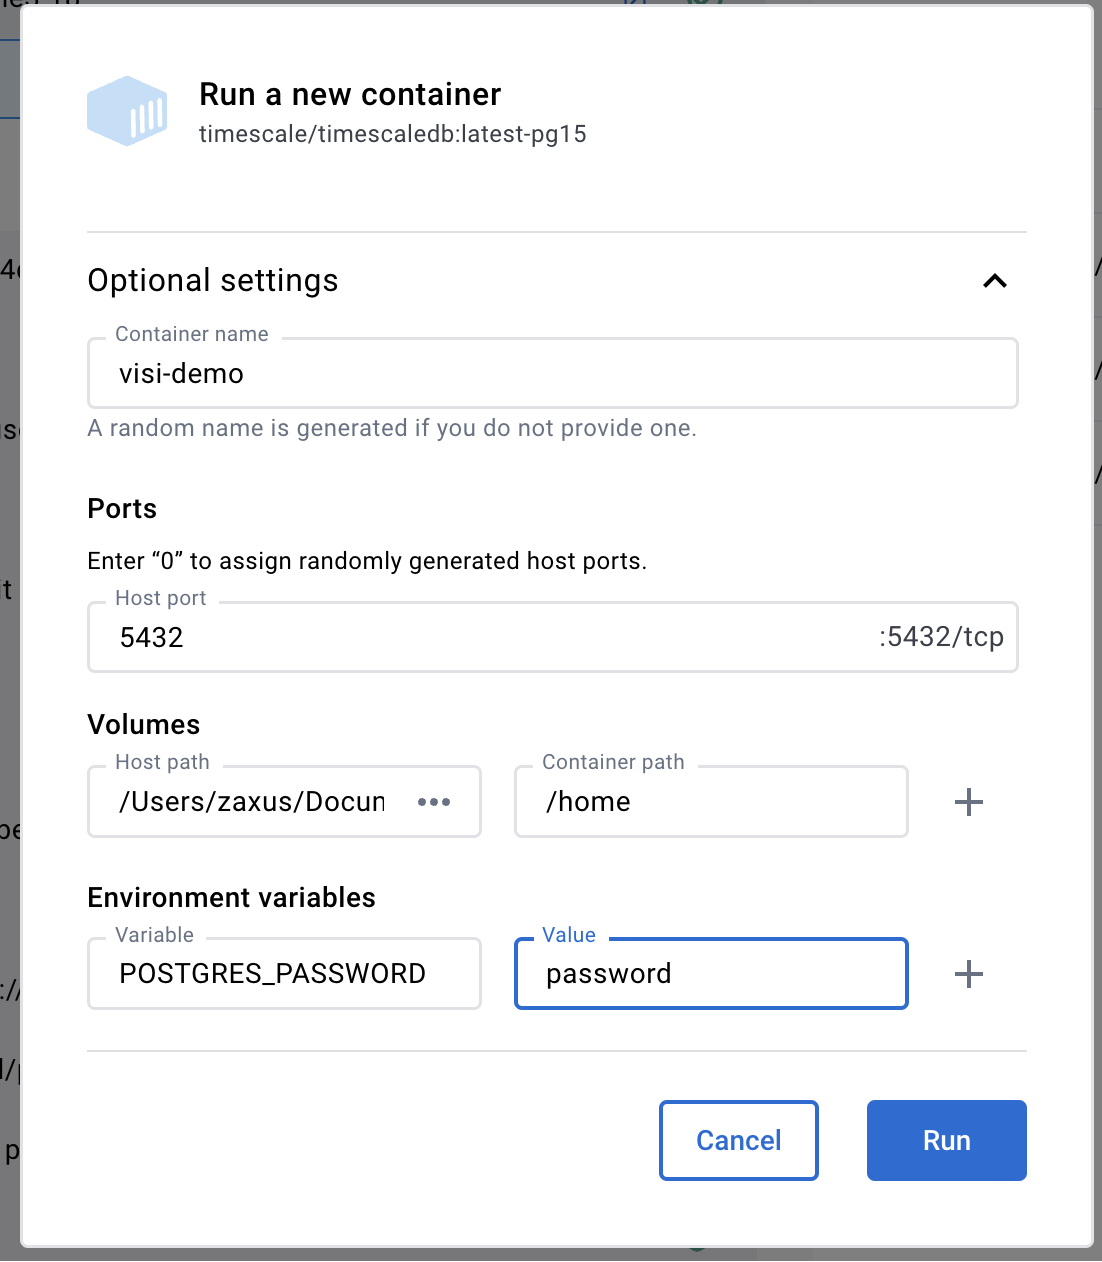 Run a new container
timescale/timescaledb:latest-pg15
Optional settings
Container name
visi-demo
A random name is generated if you do not provide one.
Ports
Enter “0” to assign randomly generated host ports.
Host port
5432 :5432/tcp
Volumes
Host path Container path
/Users/zaxus/Docun ••• /home
Environment variables
Variable Value
POSTGRES_PASSWORD password
Cancel Run